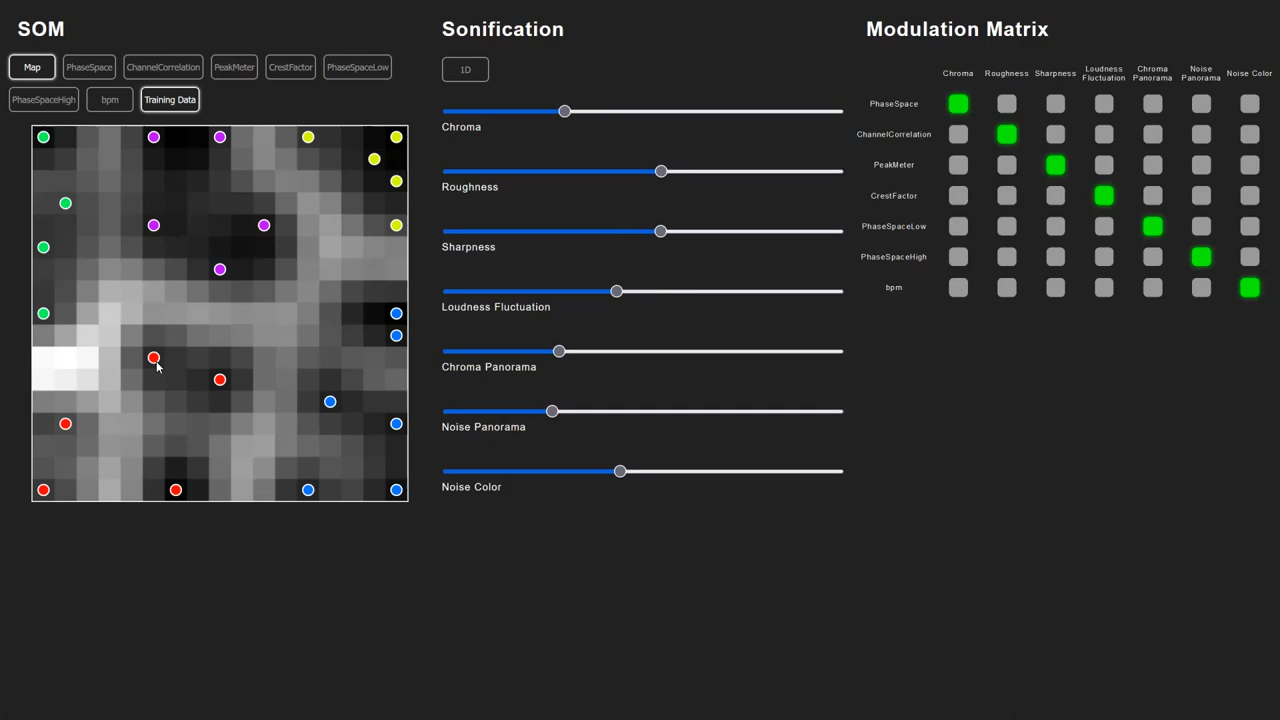 SOM
Map PhaseSpace ChannelCorrelation PeakMeter CrestFactor PhaseSpaceLow
PhaseSpaceHigh bpm Training Data
Sonification
1D
Chroma
Roughness
Sharpness
Loudness Fluctuation
Chroma Panorama
Noise Panorama
Noise Color
Modulation Matrix
Chroma Roughness Sharpness Loudness Fluctuation Chroma Panorama Noise Panorama Noise Color
PhaseSpace
ChannelCorrelation
PeakMeter
CrestFactor
PhaseSpaceLow
PhaseSpaceHigh
bpm